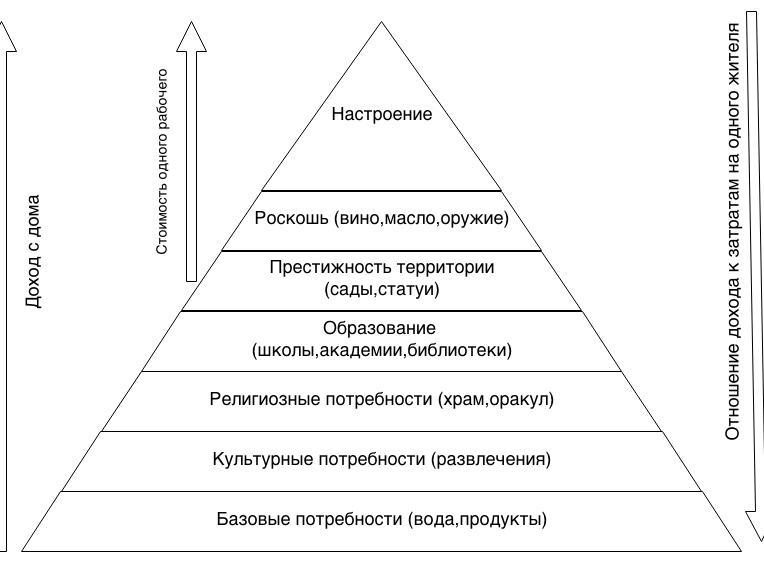 Настроение
Роскошь (вино,масло,оружие)
Престижность территории
(сады,статуи)
Образование
(школы,академии,библиотеки)
Религиозные потребности (храм,оракул)
Культурные потребности (развлечения)
Базовые потребности (вода,продукты)
Доход с дома
Стоимость одного рабочего
Отношение дохода к затратам на одного жителя